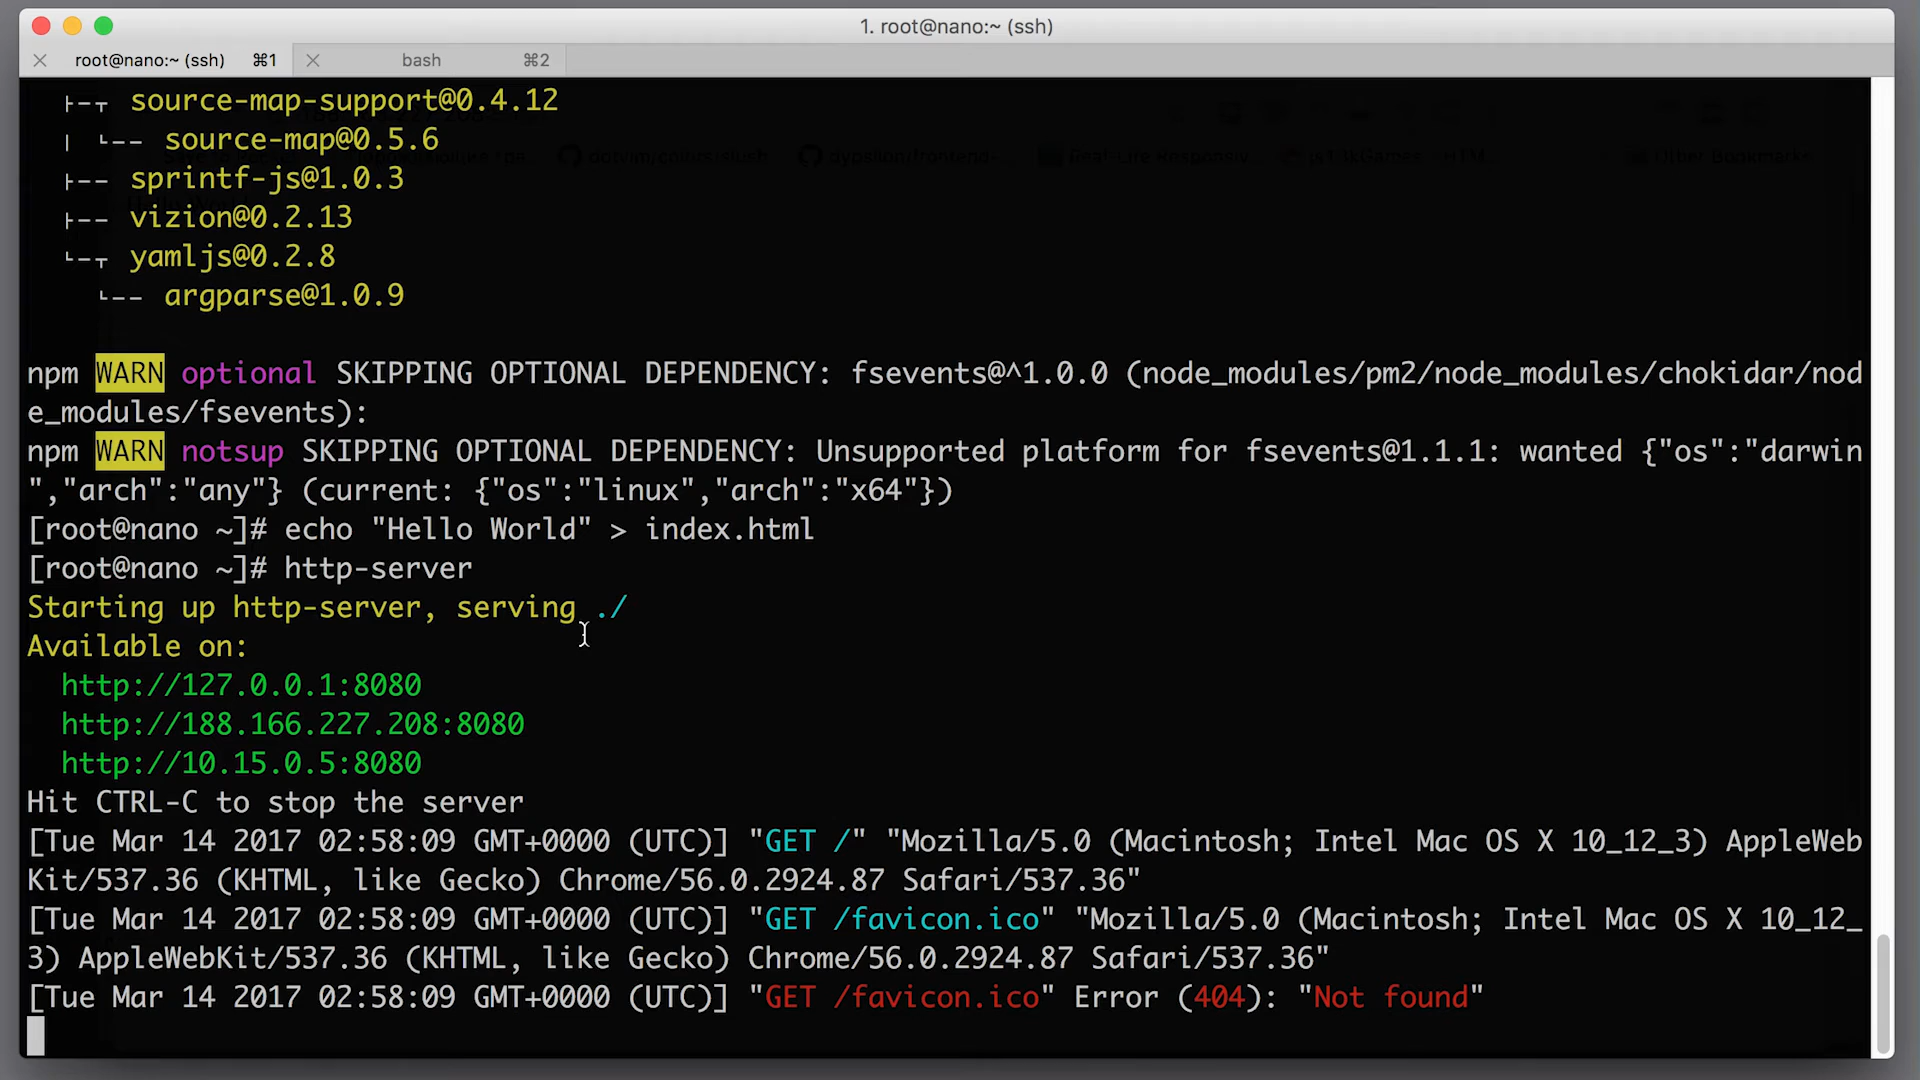 1. root@nano:~ (ssh)
root@nano:~ (ssh) ⌘1 bash ⌘2
├─┬ source-map-support@0.4.12
│ └── source-map@0.5.6
├── sprintf-js@1.0.3
├── vizion@0.2.13
└─┬ yamljs@0.2.8
└── argparse@1.0.9
npm WARN optional SKIPPING OPTIONAL DEPENDENCY: fsevents@^1.0.0 (node_modules/pm2/node_modules/chokidar/nod
e_modules/fsevents):
npm WARN notsup SKIPPING OPTIONAL DEPENDENCY: Unsupported platform for fsevents@1.1.1: wanted {"os":"darwin
","arch":"any"} (current: {"os":"linux","arch":"x64"})
[root@nano ~]# echo "Hello World" > index.html
[root@nano ~]# http-server
Starting up http-server, serving ./
Available on:
http://127.0.0.1:8080
http://188.166.227.208:8080
http://10.15.0.5:8080
Hit CTRL-C to stop the server
[Tue Mar 14 2017 02:58:09 GMT+0000 (UTC)] "GET /" "Mozilla/5.0 (Macintosh; Intel Mac OS X 10_12_3) AppleWeb
Kit/537.36 (KHTML, like Gecko) Chrome/56.0.2924.87 Safari/537.36"
[Tue Mar 14 2017 02:58:09 GMT+0000 (UTC)] "GET /favicon.ico" "Mozilla/5.0 (Macintosh; Intel Mac OS X 10_12_
3) AppleWebKit/537.36 (KHTML, like Gecko) Chrome/56.0.2924.87 Safari/537.36"
[Tue Mar 14 2017 02:58:09 GMT+0000 (UTC)] "GET /favicon.ico" Error (404): "Not found"